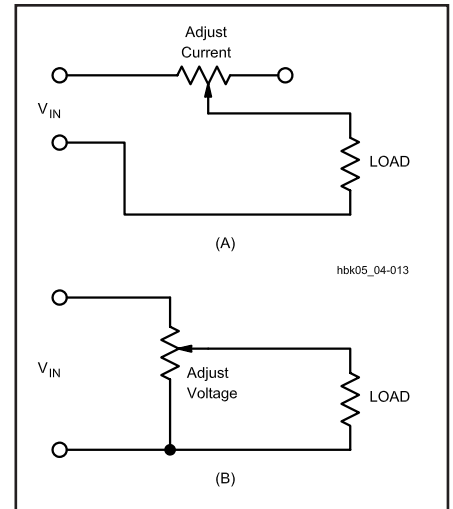 Adjust
Current
V IN
LOAD
(A)
hbk05_04-013
V IN
Adjust
Voltage
LOAD
(B)